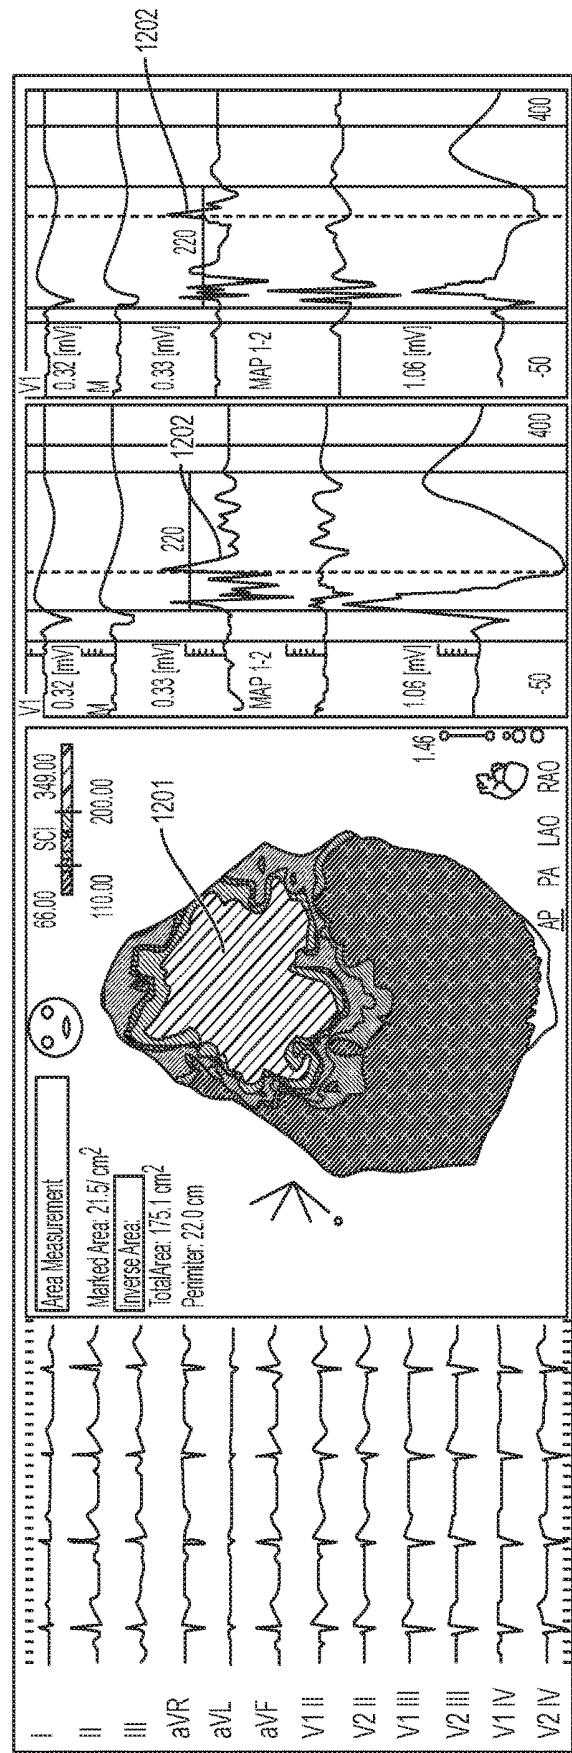 I
II
III
aVR
aVL
aVF
V1 II
V2 II
V1 III
V2 III
V1 IV
V2 IV
Area Measurement
Marked Area: 21.5/ cm2
Inverse Area:
TotalArea: 175.1 cm2
Perimiter: 22.0 cm
66.00 SCI 349.00
110.00 200.00
1201
1.46
AP PA LAO RAO
V1
0.32 [mV]
M
0.33 [mV]
220
1202
MAP 1-2
1.06 [mV]
-50
400
V1
0.32 [mV]
M
0.33 [mV]
220
1202
MAP 1-2
1.06 [mV]
-50
400